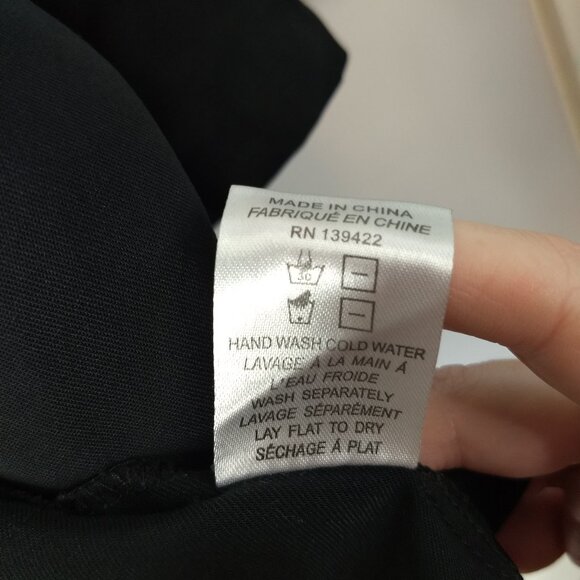 MADE IN CHINA
FABRIQUÉ EN CHINE
RN 139422
30
HAND WASH COLD WATER
LAVAGE À LA MAIN À
L'EAU FROIDE
WASH SEPARATELY
LAVAGE SÉPARÉMENT
LAY FLAT TO DRY
SÉCHAGE À PLAT